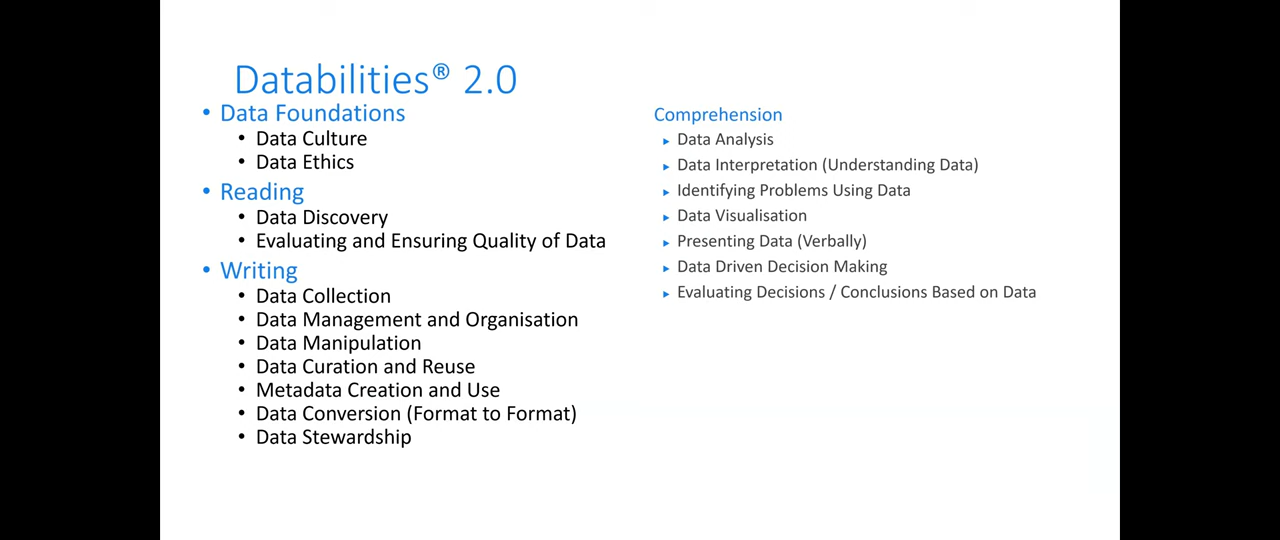 Databilities® 2.0
• Data Foundations
• Data Culture
• Data Ethics
• Reading
• Data Discovery
• Evaluating and Ensuring Quality of Data
• Writing
• Data Collection
• Data Management and Organisation
• Data Manipulation
• Data Curation and Reuse
• Metadata Creation and Use
• Data Conversion (Format to Format)
• Data Stewardship
Comprehension
▸ Data Analysis
▸ Data Interpretation (Understanding Data)
▸ Identifying Problems Using Data
▸ Data Visualisation
▸ Presenting Data (Verbally)
▸ Data Driven Decision Making
▸ Evaluating Decisions / Conclusions Based on Data